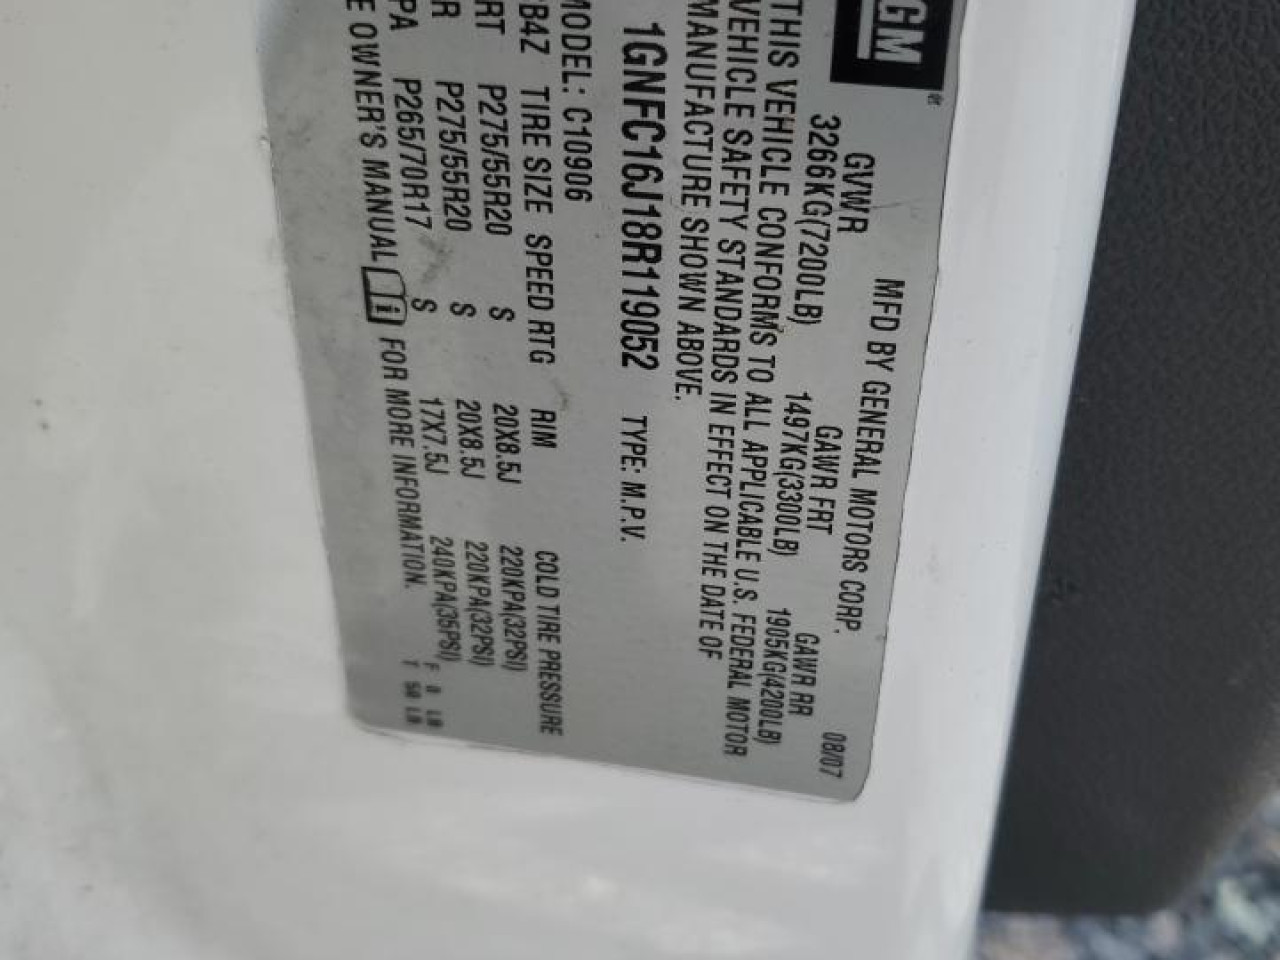 GM
MFD BY GENERAL MOTORS CORP. 08/07
GVWR GAWR FRT GAWR RR
3266KG(7200LB) 1497KG(3300LB) 1905KG(4200LB)
THIS VEHICLE CONFORMS TO ALL APPLICABLE U.S. FEDERAL MOTOR
VEHICLE SAFETY STANDARDS IN EFFECT ON THE DATE OF
MANUFACTURE SHOWN ABOVE.
1GNFC16J18R119052 TYPE: M.P.V.
MODEL: C10906
B4Z TIRE SIZE SPEED RTG RIM COLD TIRE PRESSURE
RT P275/55R20 S 20X8.5J 220KPA(32PSI)
R P275/55R20 S 20X8.5J 220KPA(32PSI)
PA P265/70R17 S 17X7.5J 240KPA(35PSI) F 0 LB
E OWNER'S MANUAL i FOR MORE INFORMATION. T 50 LB